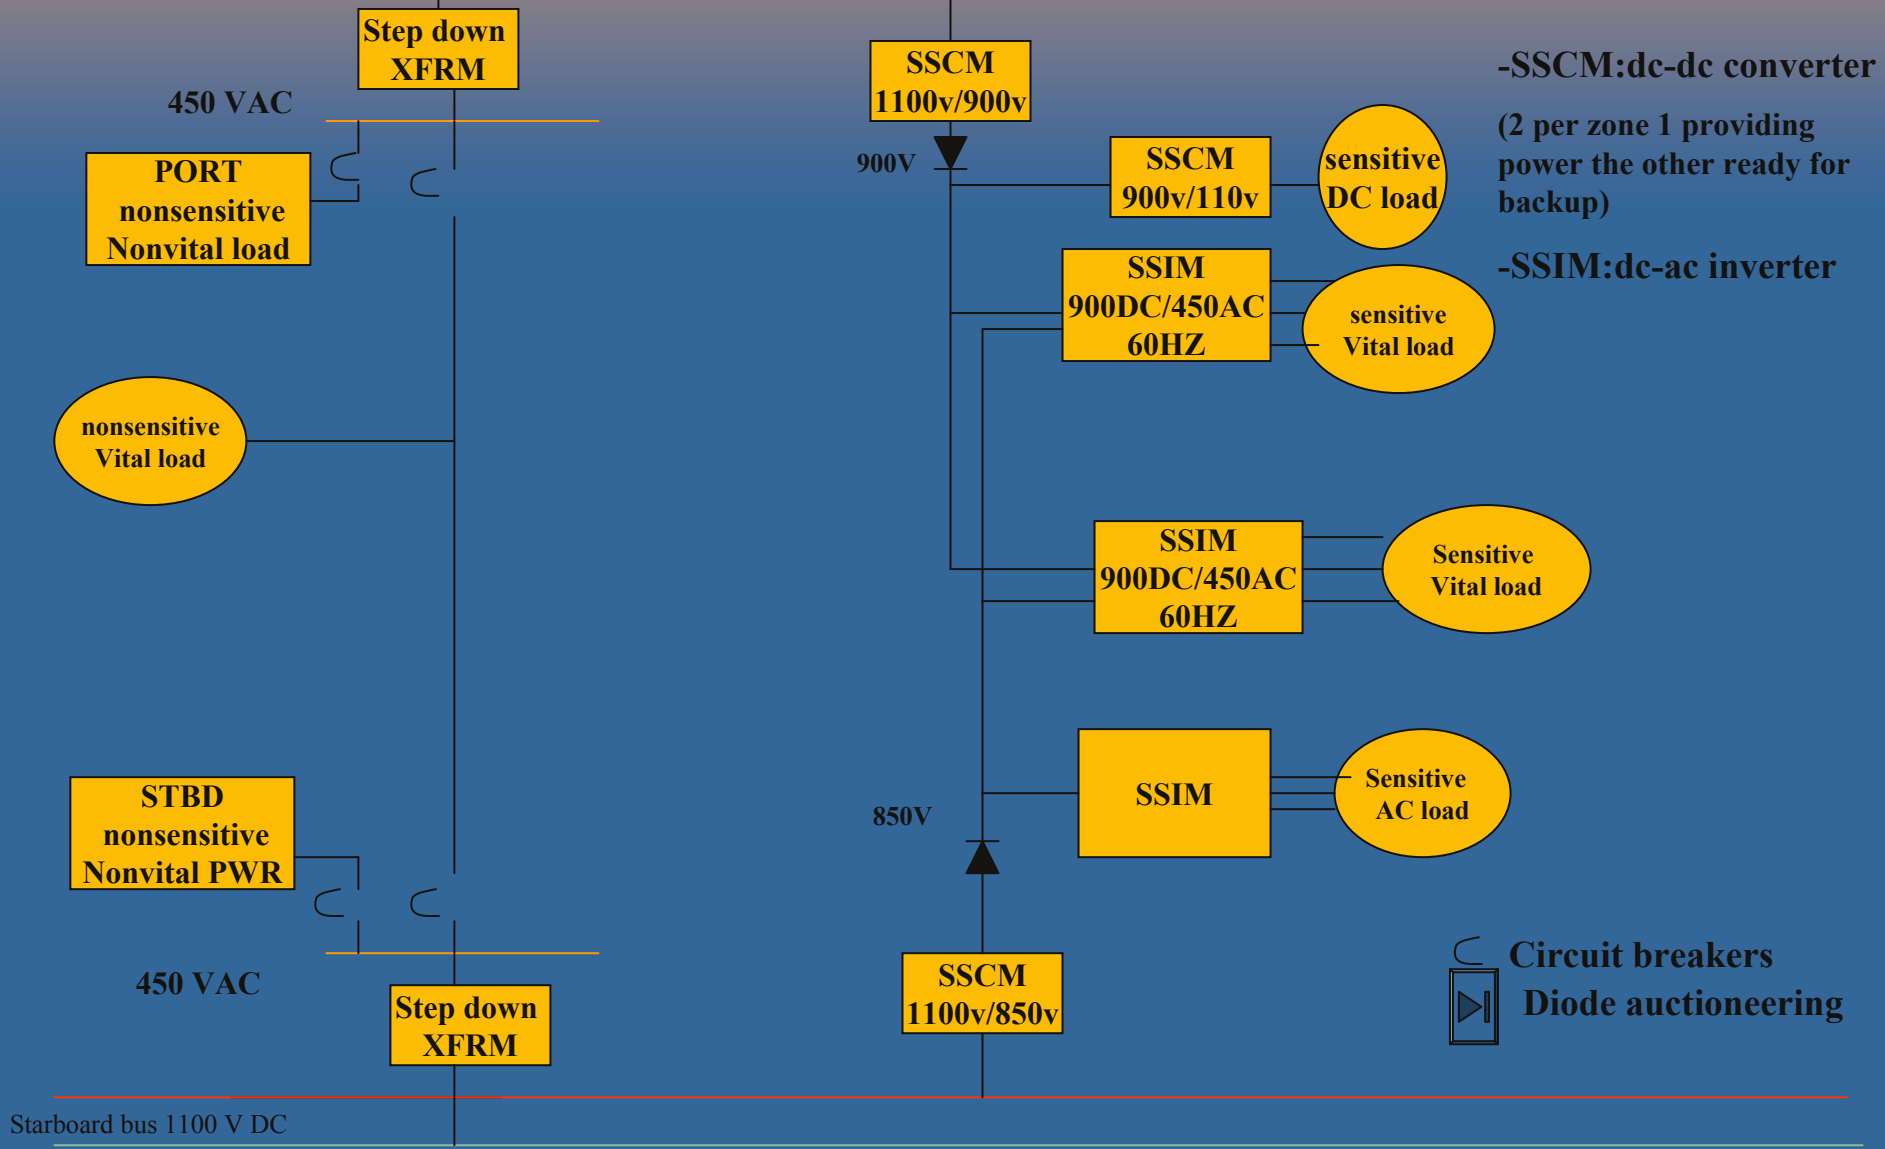 Step down
XFRM
450 VAC
PORT
nonsensitive
Nonvital load
nonsensitive
Vital load
STBD
nonsensitive
Nonvital PWR
450 VAC
Step down
XFRM
Starboard bus 1100 V DC
SSCM
1100v/900v
900V
SSCM
900v/110v
sensitive
DC load
SSIM
900DC/450AC
60HZ
sensitive
Vital load
SSIM
900DC/450AC
60HZ
Sensitive
Vital load
SSIM
Sensitive
AC load
850V
SSCM
1100v/850v
-SSCM:dc-dc converter
(2 per zone 1 providing
power the other ready for
backup)
-SSIM:dc-ac inverter
Circuit breakers
Diode auctioneering